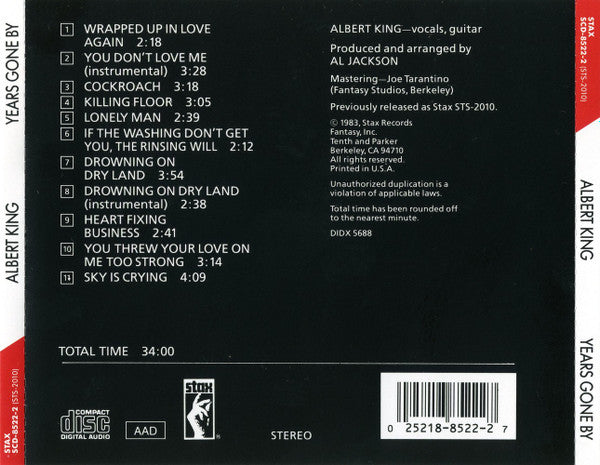 YEARS GONE BY
ALBERT KING
STAX
SCD-8522-2 (STS-2010)
1 WRAPPED UP IN LOVE
AGAIN 2:18
2 YOU DON'T LOVE ME
(instrumental) 3:28
3 COCKROACH 3:18
4 KILLING FLOOR 3:05
5 LONELY MAN 2:39
6 IF THE WASHING DON'T GET
YOU, THE RINSING WILL 2:12
7 DROWNING ON
DRY LAND 3:54
8 DROWNING ON DRY LAND
(instrumental) 2:38
9 HEART FIXING
BUSINESS 2:41
10 YOU THREW YOUR LOVE ON
ME TOO STRONG 3:14
11 SKY IS CRYING 4:09
TOTAL TIME 34:00
ALBERT KING—vocals, guitar
Produced and arranged by
AL JACKSON
Mastering—Joe Tarantino
(Fantasy Studios, Berkeley)
Previously released as Stax STS-2010.
℗ 1983, Stax Records
Fantasy, Inc.
Tenth and Parker
Berkeley, CA 94710
All rights reserved.
Printed in U.S.A.
Unauthorized duplication is a
violation of applicable laws.
Total time has been rounded off
to the nearest minute.
DIDX 5688
COMPACT
disc
DIGITAL AUDIO
AAD
stax
®
STEREO
0 25218-8522-2 7
STAX
SCD-8522-2 (STS-2010)
ALBERT KING
YEARS GONE BY